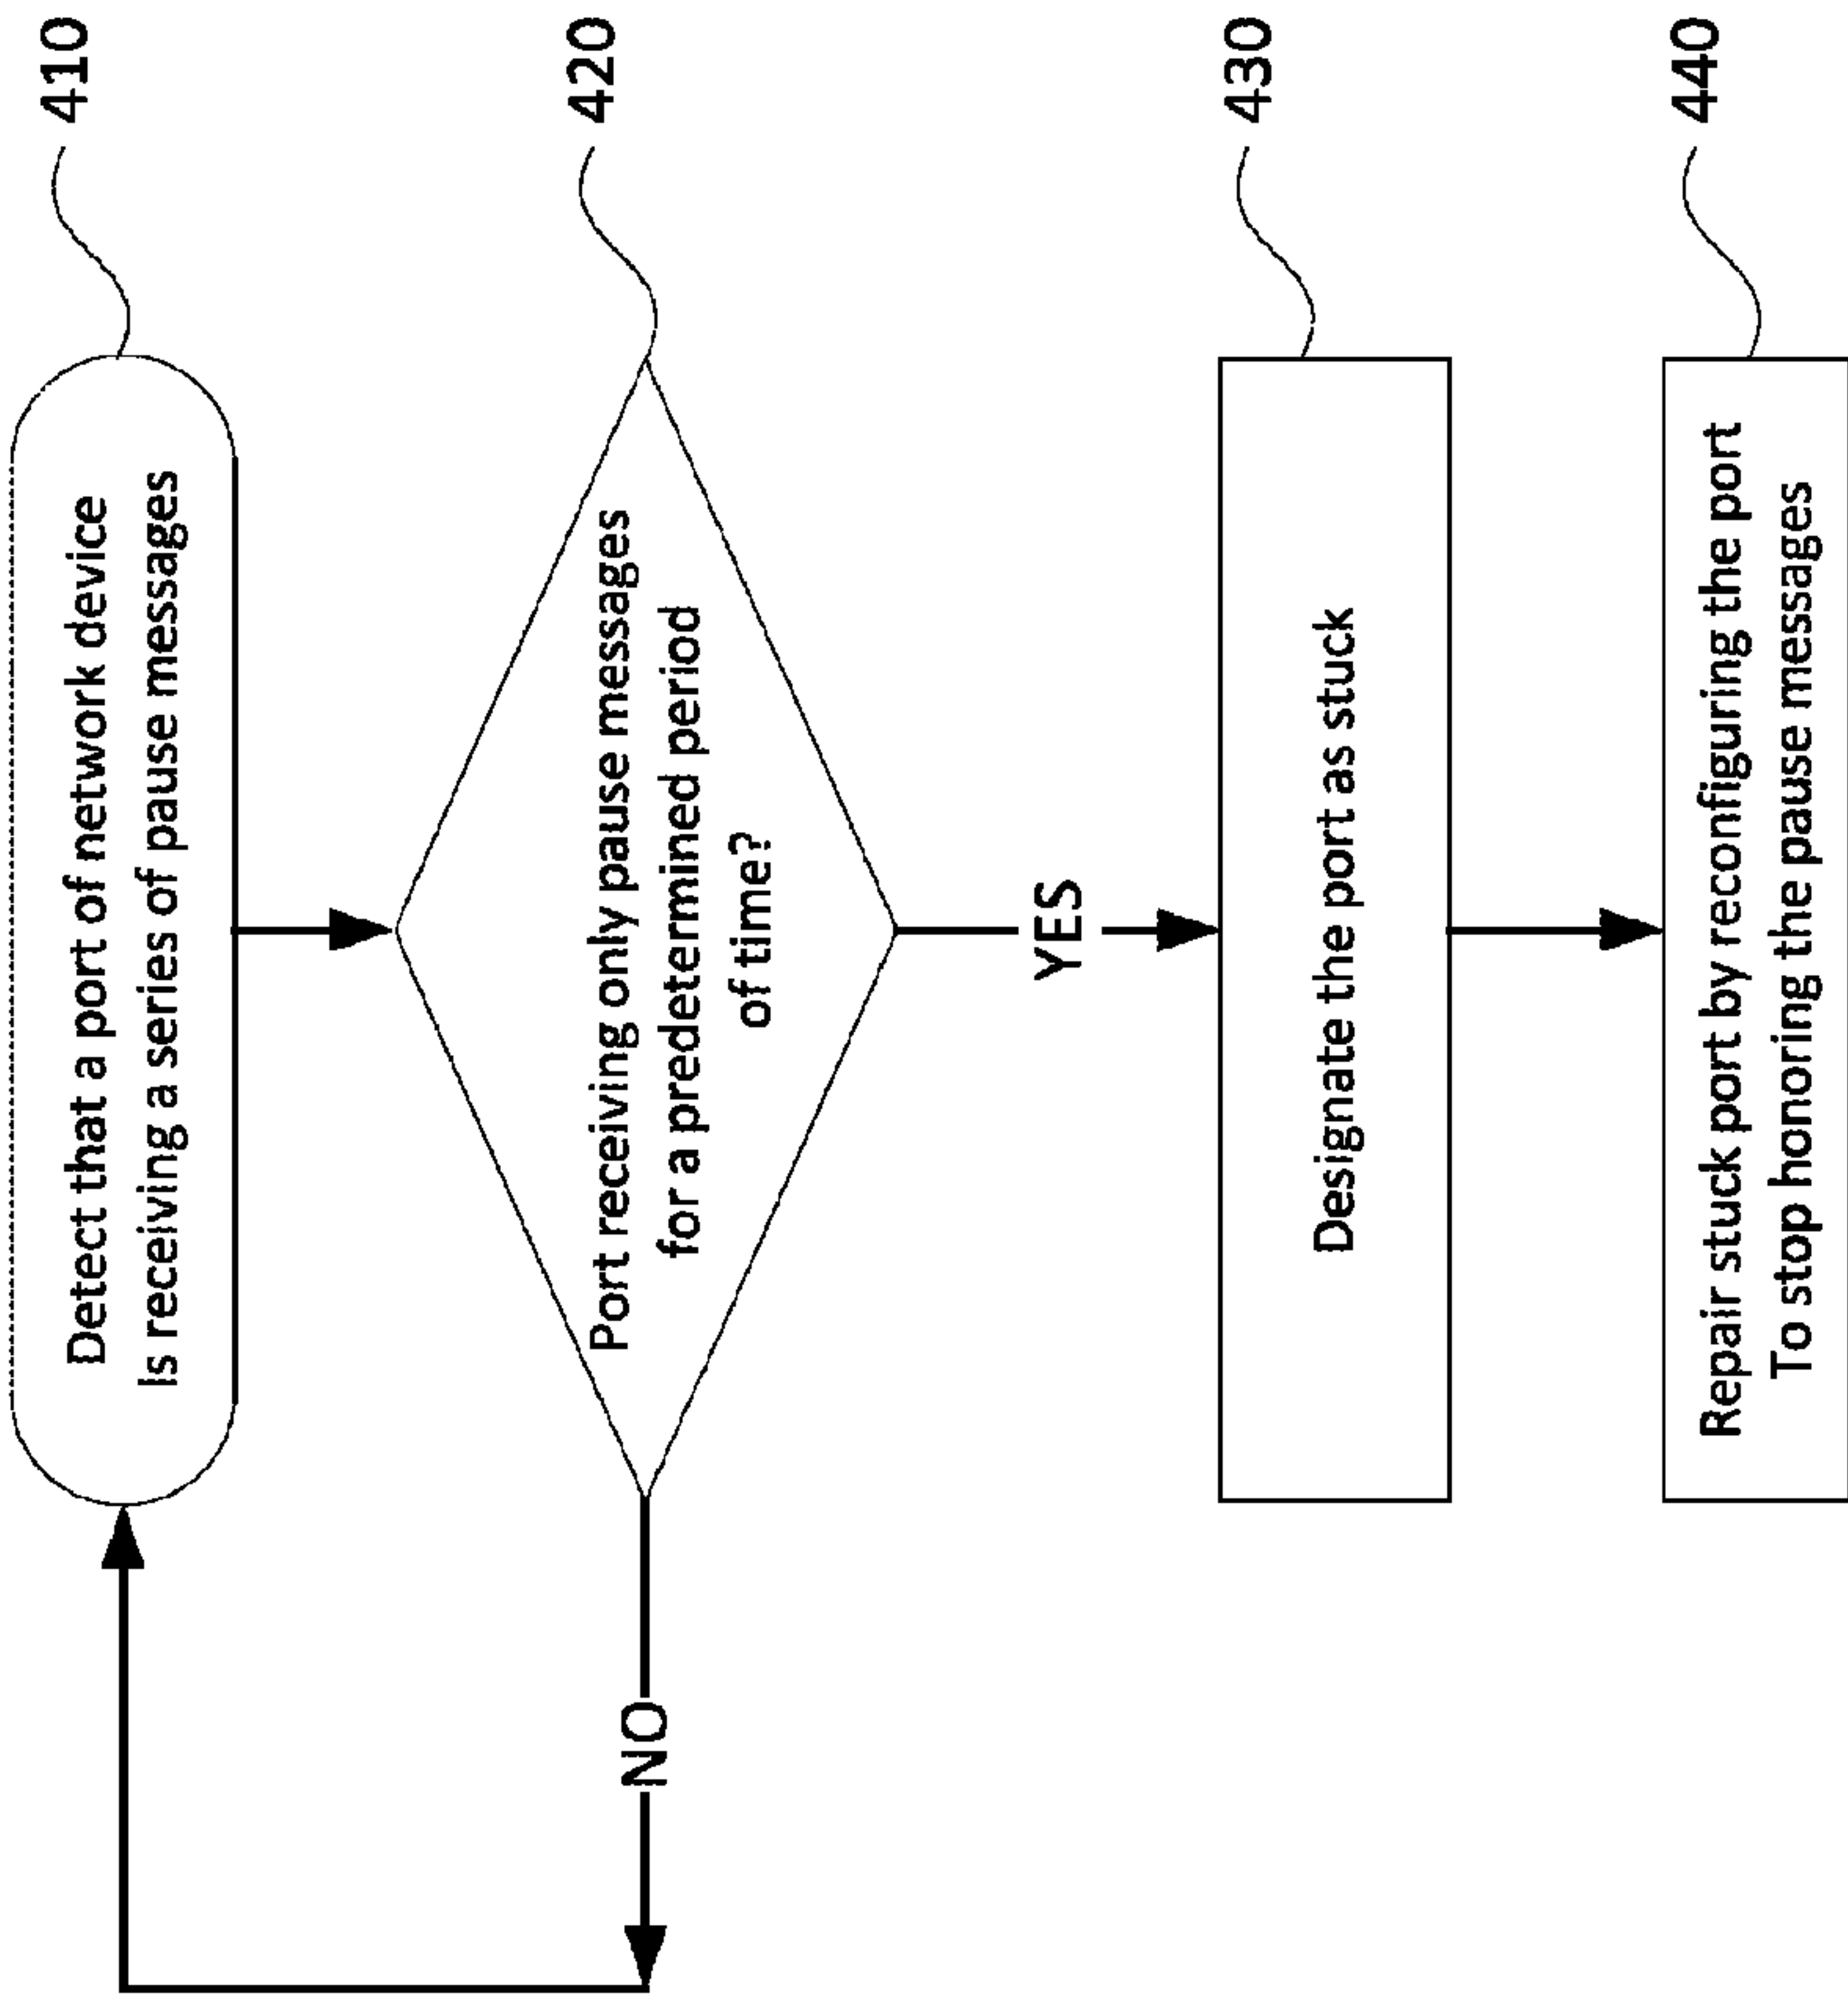 Detect that a port of network device
Is receiving a series of pause messages
410
Port receiving only pause messages
for a predetermined period
of time?
420
NO
YES
Designate the port as stuck
430
Repair stuck port by reconfiguring the port
To stop honoring the pause messages
440